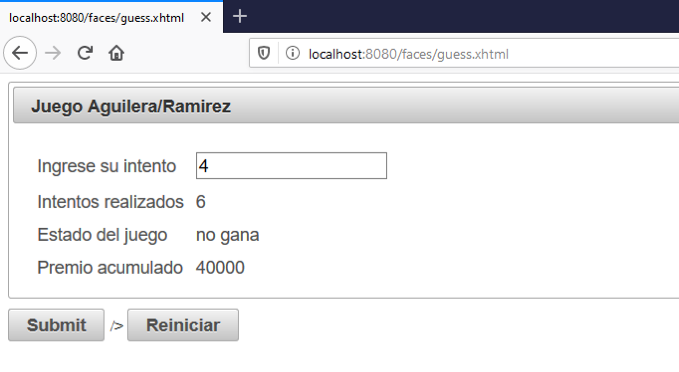 localhost:8080/faces/guess.xhtml
localhost:8080/faces/guess.xhtml
Juego Aguilera/Ramirez
Ingrese su intento 4
Intentos realizados 6
Estado del juego no gana
Premio acumulado 40000
Submit /> Reiniciar